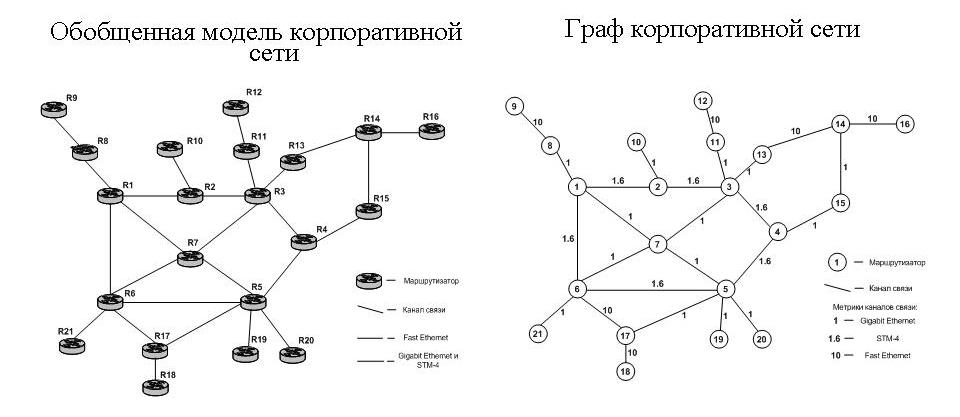 Обобщенная модель корпоративной
сети
R9
R12
R8
R10
R11
R13
R14
R16
R1
R2
R3
R15
R4
R7
R6
R5
R21
R17
R19
R20
R18
Маршрутизатор
Канал связи
Fast Ethernet
Gigabit Ethernet и
STM-4
Граф корпоративной сети
9
12
10
10
8
10
11
13
10
14
10
16
1
1
1
1
1
1.6
2
1.6
3
1
15
1.6
1
4
1
1
7
1.6
1
1
1.6
6
1.6
5
1
10
1
1
1
21
17
19
20
10
18
1 — Маршрутизатор
Канал связи
Метрики каналов связи:
1 — Gigabit Ethernet
1.6 — STM-4
10 — Fast Ethernet